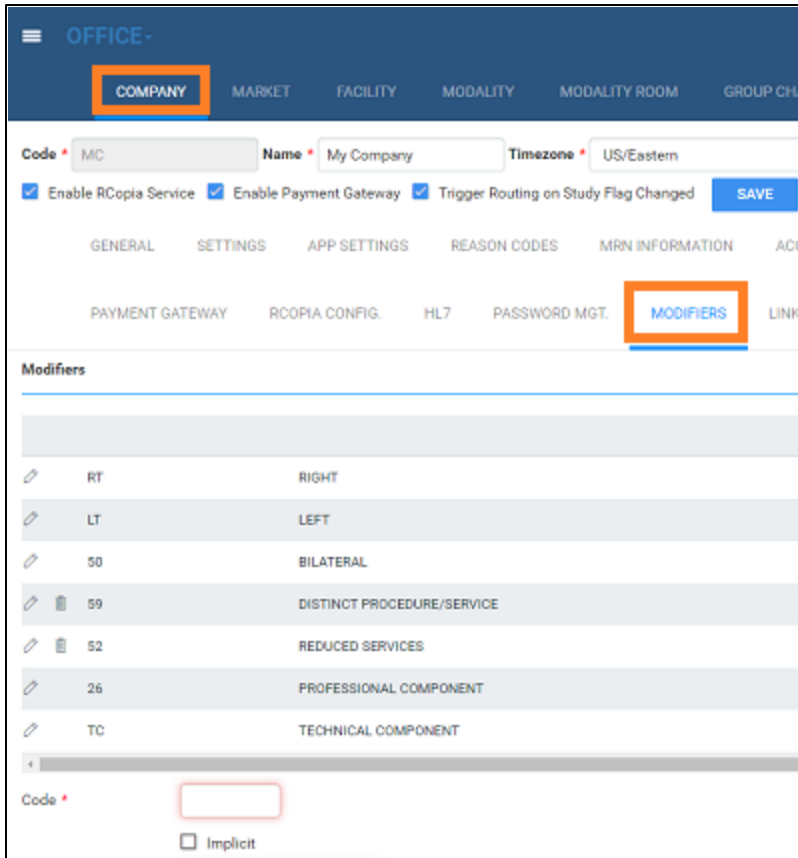 OFFICE-
COMPANY MARKET FACILITY MODALITY MODALITY ROOM GROUP CH
Code * MC Name * My Company Timezone * US/Eastern
Enable RCopia Service Enable Payment Gateway Trigger Routing on Study Flag Changed SAVE
GENERAL SETTINGS APP SETTINGS REASON CODES MRN INFORMATION
PAYMENT GATEWAY RCOPIA CONFIG. HL7 PASSWORD MGT. MODIFIERS LINK
Modifiers
RT RIGHT
LT LEFT
50 BILATERAL
59 DISTINCT PROCEDURE/SERVICE
52 REDUCED SERVICES
26 PROFESSIONAL COMPONENT
TC TECHNICAL COMPONENT
Code *
Implicit